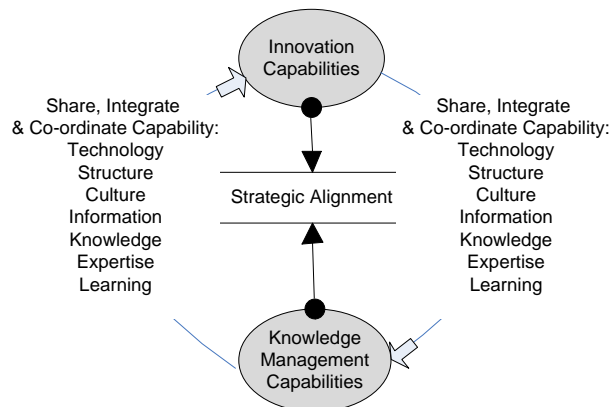 Innovation
Capabilities
Share, Integrate
& Co-ordinate Capability:
Technology
Structure
Culture
Information
Knowledge
Expertise
Learning
Strategic Alignment
Share, Integrate
& Co-ordinate Capability:
Technology
Structure
Culture
Information
Knowledge
Expertise
Learning
Knowledge
Management
Capabilities